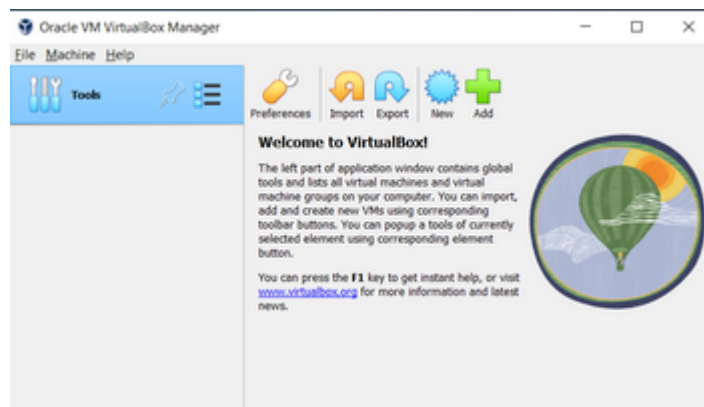 Oracle VM VirtualBox Manager
File Machine Help
Tools
Preferences Import Export New Add
Welcome to VirtualBox!
The left part of application window contains global
tools and lists all virtual machines and virtual
machine groups on your computer. You can import,
add and create new VMs using corresponding
toolbar buttons. You can popup a tools of currently
selected element using corresponding element
button.
You can press the F1 key to get instant help, or visit
www.virtualbox.org for more information and latest
news.